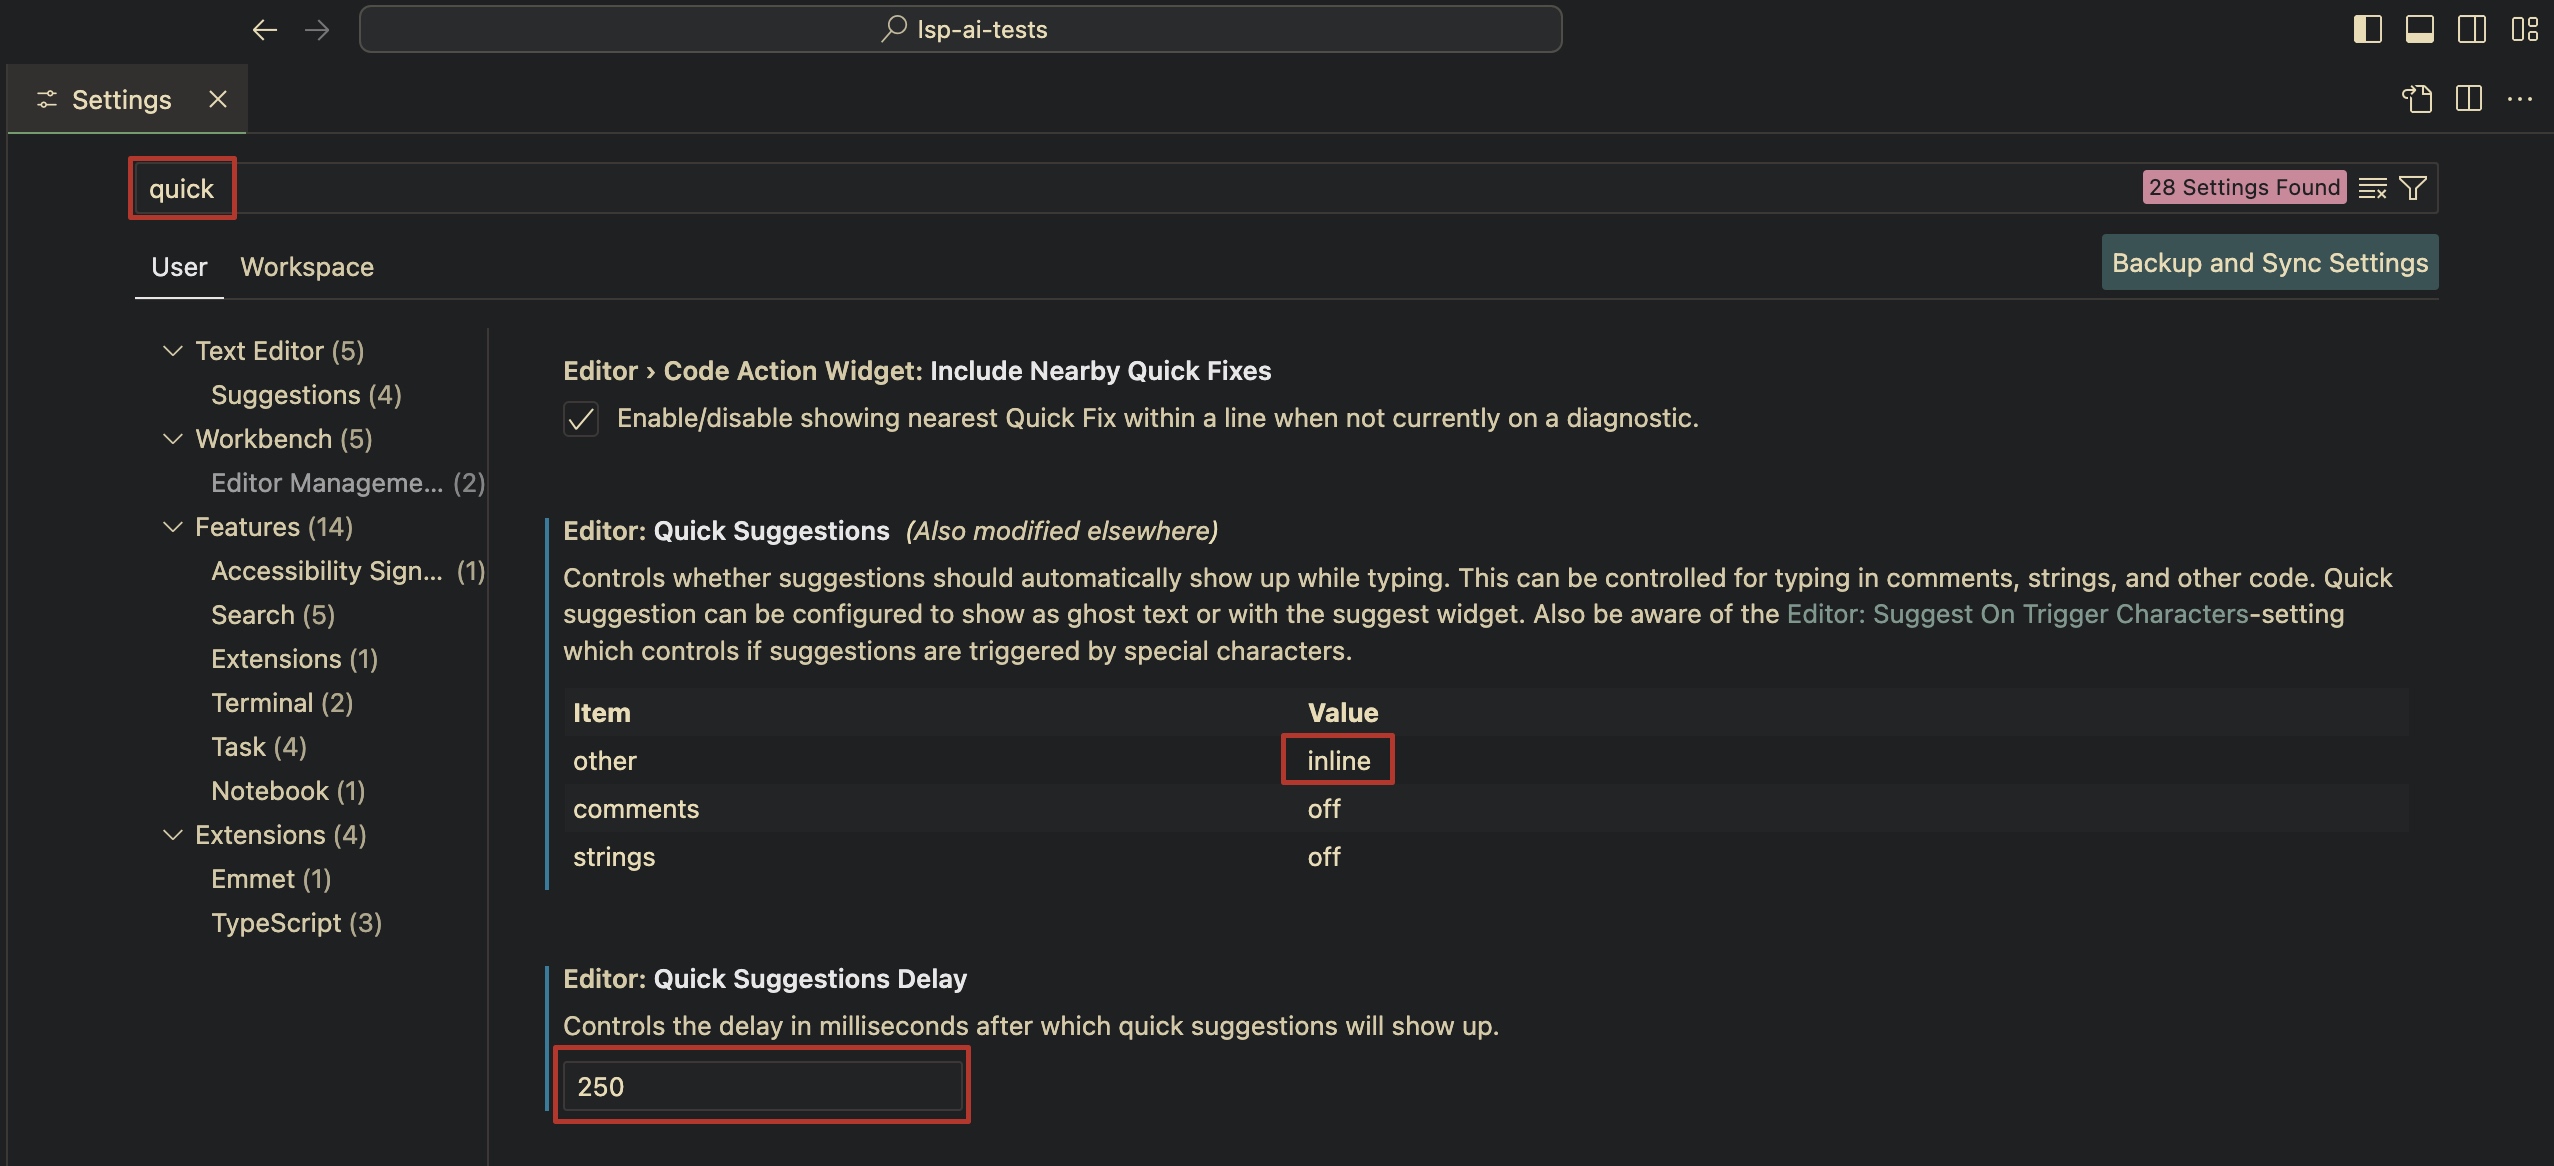 lsp-ai-tests
Settings
quick
28 Settings Found
User
Workspace
Backup and Sync Settings
Text Editor (5)
Suggestions (4)
Workbench (5)
Editor Manageme... (2)
Features (14)
Accessibility Sign... (1)
Search (5)
Extensions (1)
Terminal (2)
Task (4)
Notebook (1)
Extensions (4)
Emmet (1)
TypeScript (3)
Editor › Code Action Widget: Include Nearby Quick Fixes
Enable/disable showing nearest Quick Fix within a line when not currently on a diagnostic.
Editor: Quick Suggestions (Also modified elsewhere)
Controls whether suggestions should automatically show up while typing. This can be controlled for typing in comments, strings, and other code. Quick
suggestion can be configured to show as ghost text or with the suggest widget. Also be aware of the Editor: Suggest On Trigger Characters-setting
which controls if suggestions are triggered by special characters.
Item Value
other inline
comments off
strings off
Editor: Quick Suggestions Delay
Controls the delay in milliseconds after which quick suggestions will show up.
250